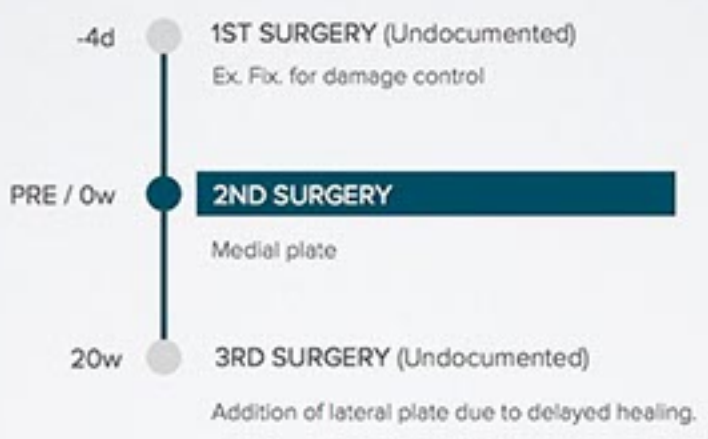 -4d 1ST SURGERY (Undocumented)
Ex. Fix. for damage control
PRE / 0w 2ND SURGERY
Medial plate
20w 3RD SURGERY (Undocumented)
Addition of lateral plate due to delayed healing.